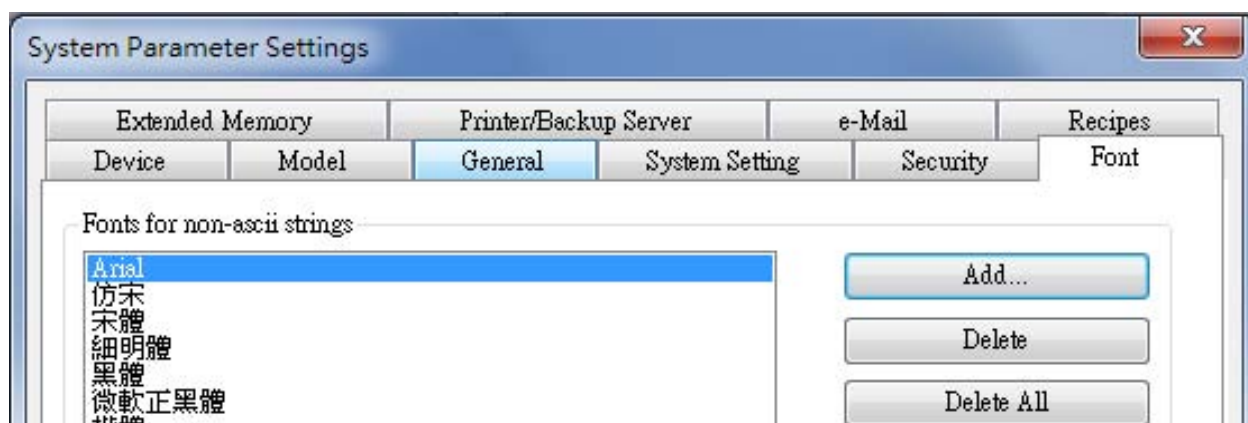 System Parameter Settings
Extended Memory Printer/Backup Server e-Mail Recipes
Device Model General System Setting Security Font
Fonts for non-ascii strings
Arial
Add...
仿宋
宋體
Delete
細明體
黑體
Delete All
微軟正黑體